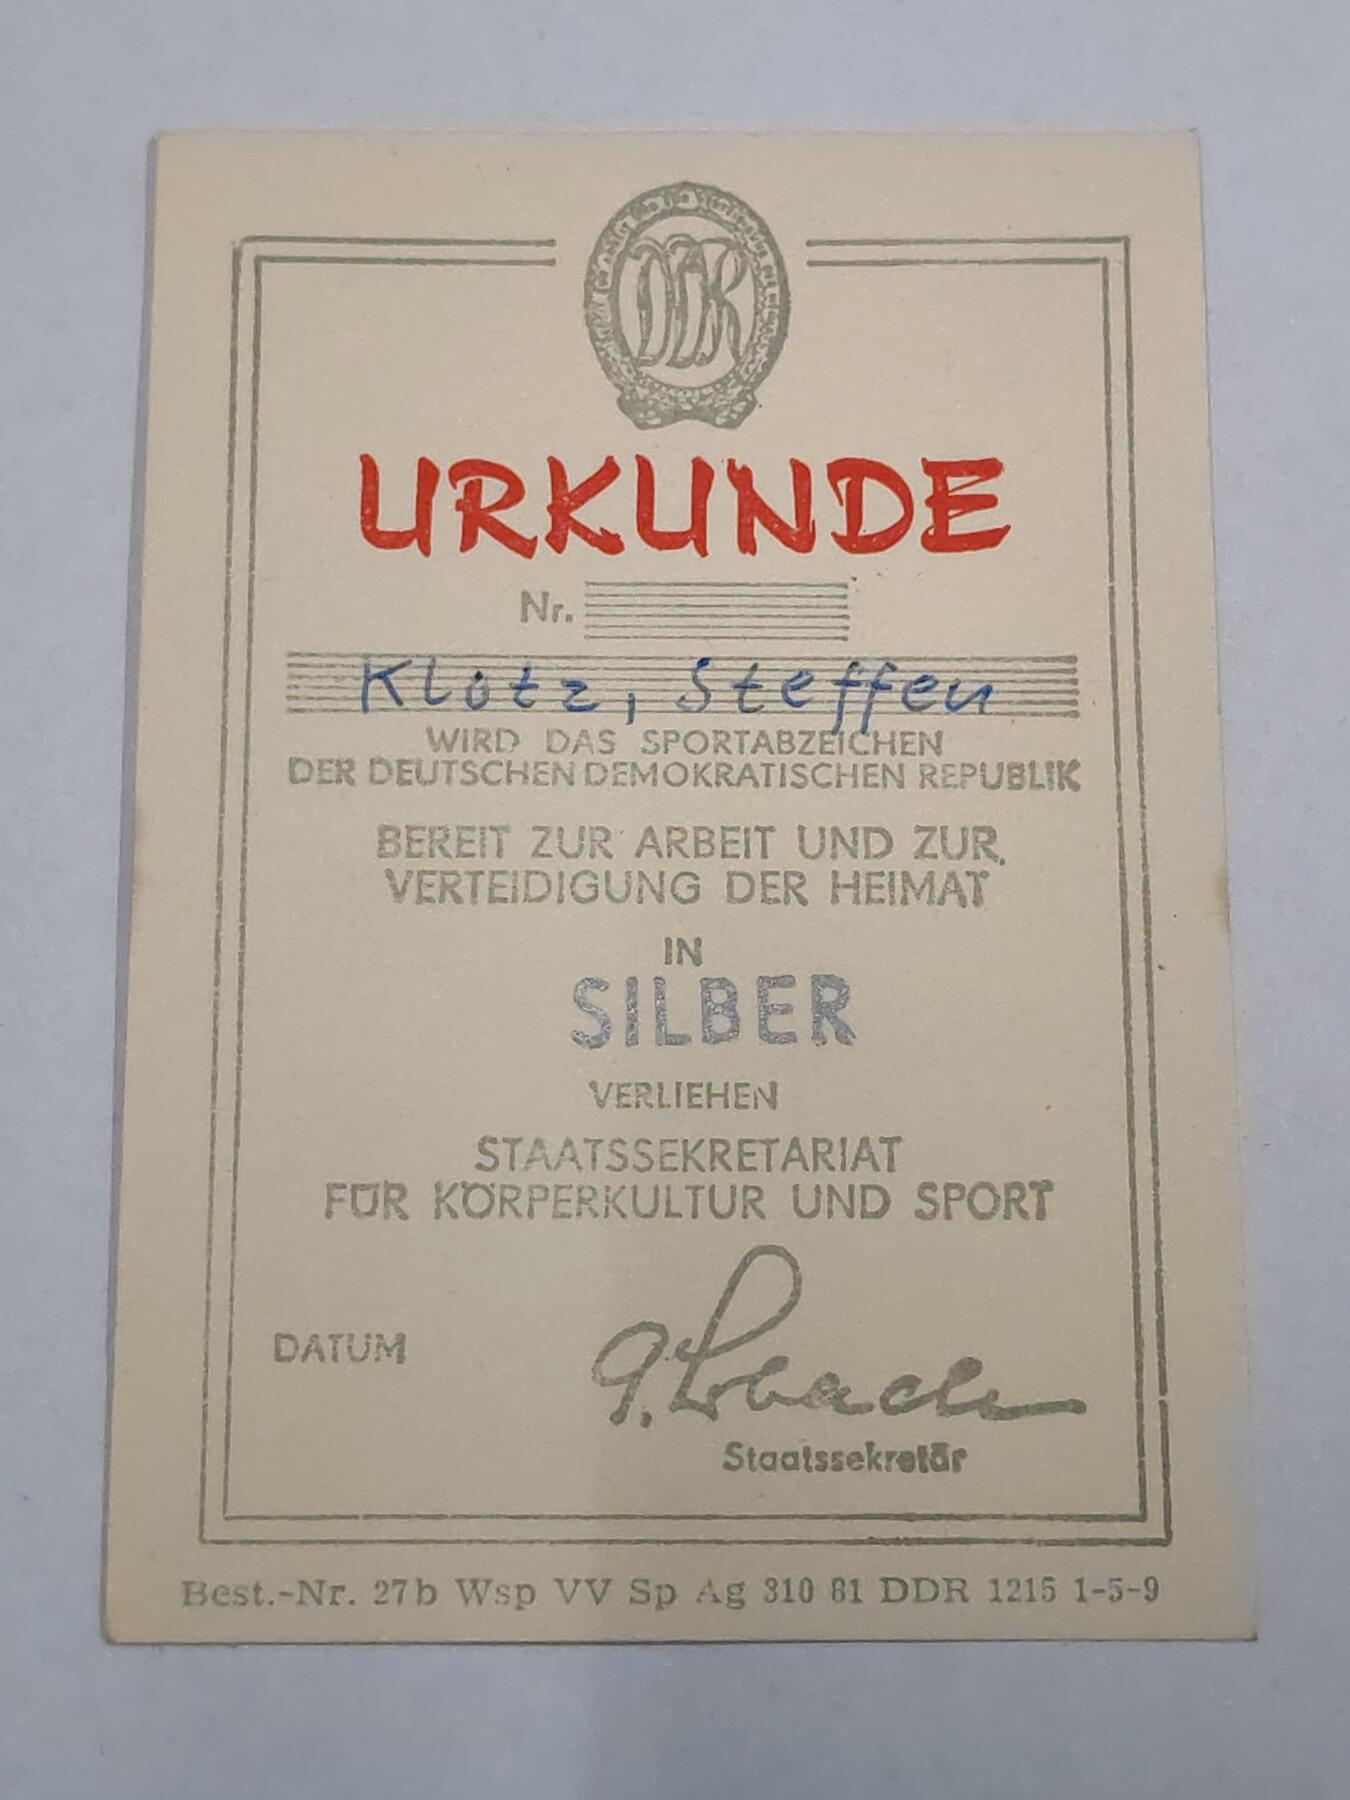 DDR
URKUNDE
Nr.
Klotz, Steffen
WIRD DAS SPORTABZEICHEN
DER DEUTSCHEN DEMOKRATISCHEN REPUBLIK
BEREIT ZUR ARBEIT UND ZUR
VERTEIDIGUNG DER HEIMAT
IN
SILBER
VERLIEHEN
STAATSSEKRETARIAT
FÜR KÖRPERKULTUR UND SPORT
DATUM
Staatssekretär
Best.-Nr. 27b Wsp VV Sp Ag 310 81 DDR 1215 1-5-9